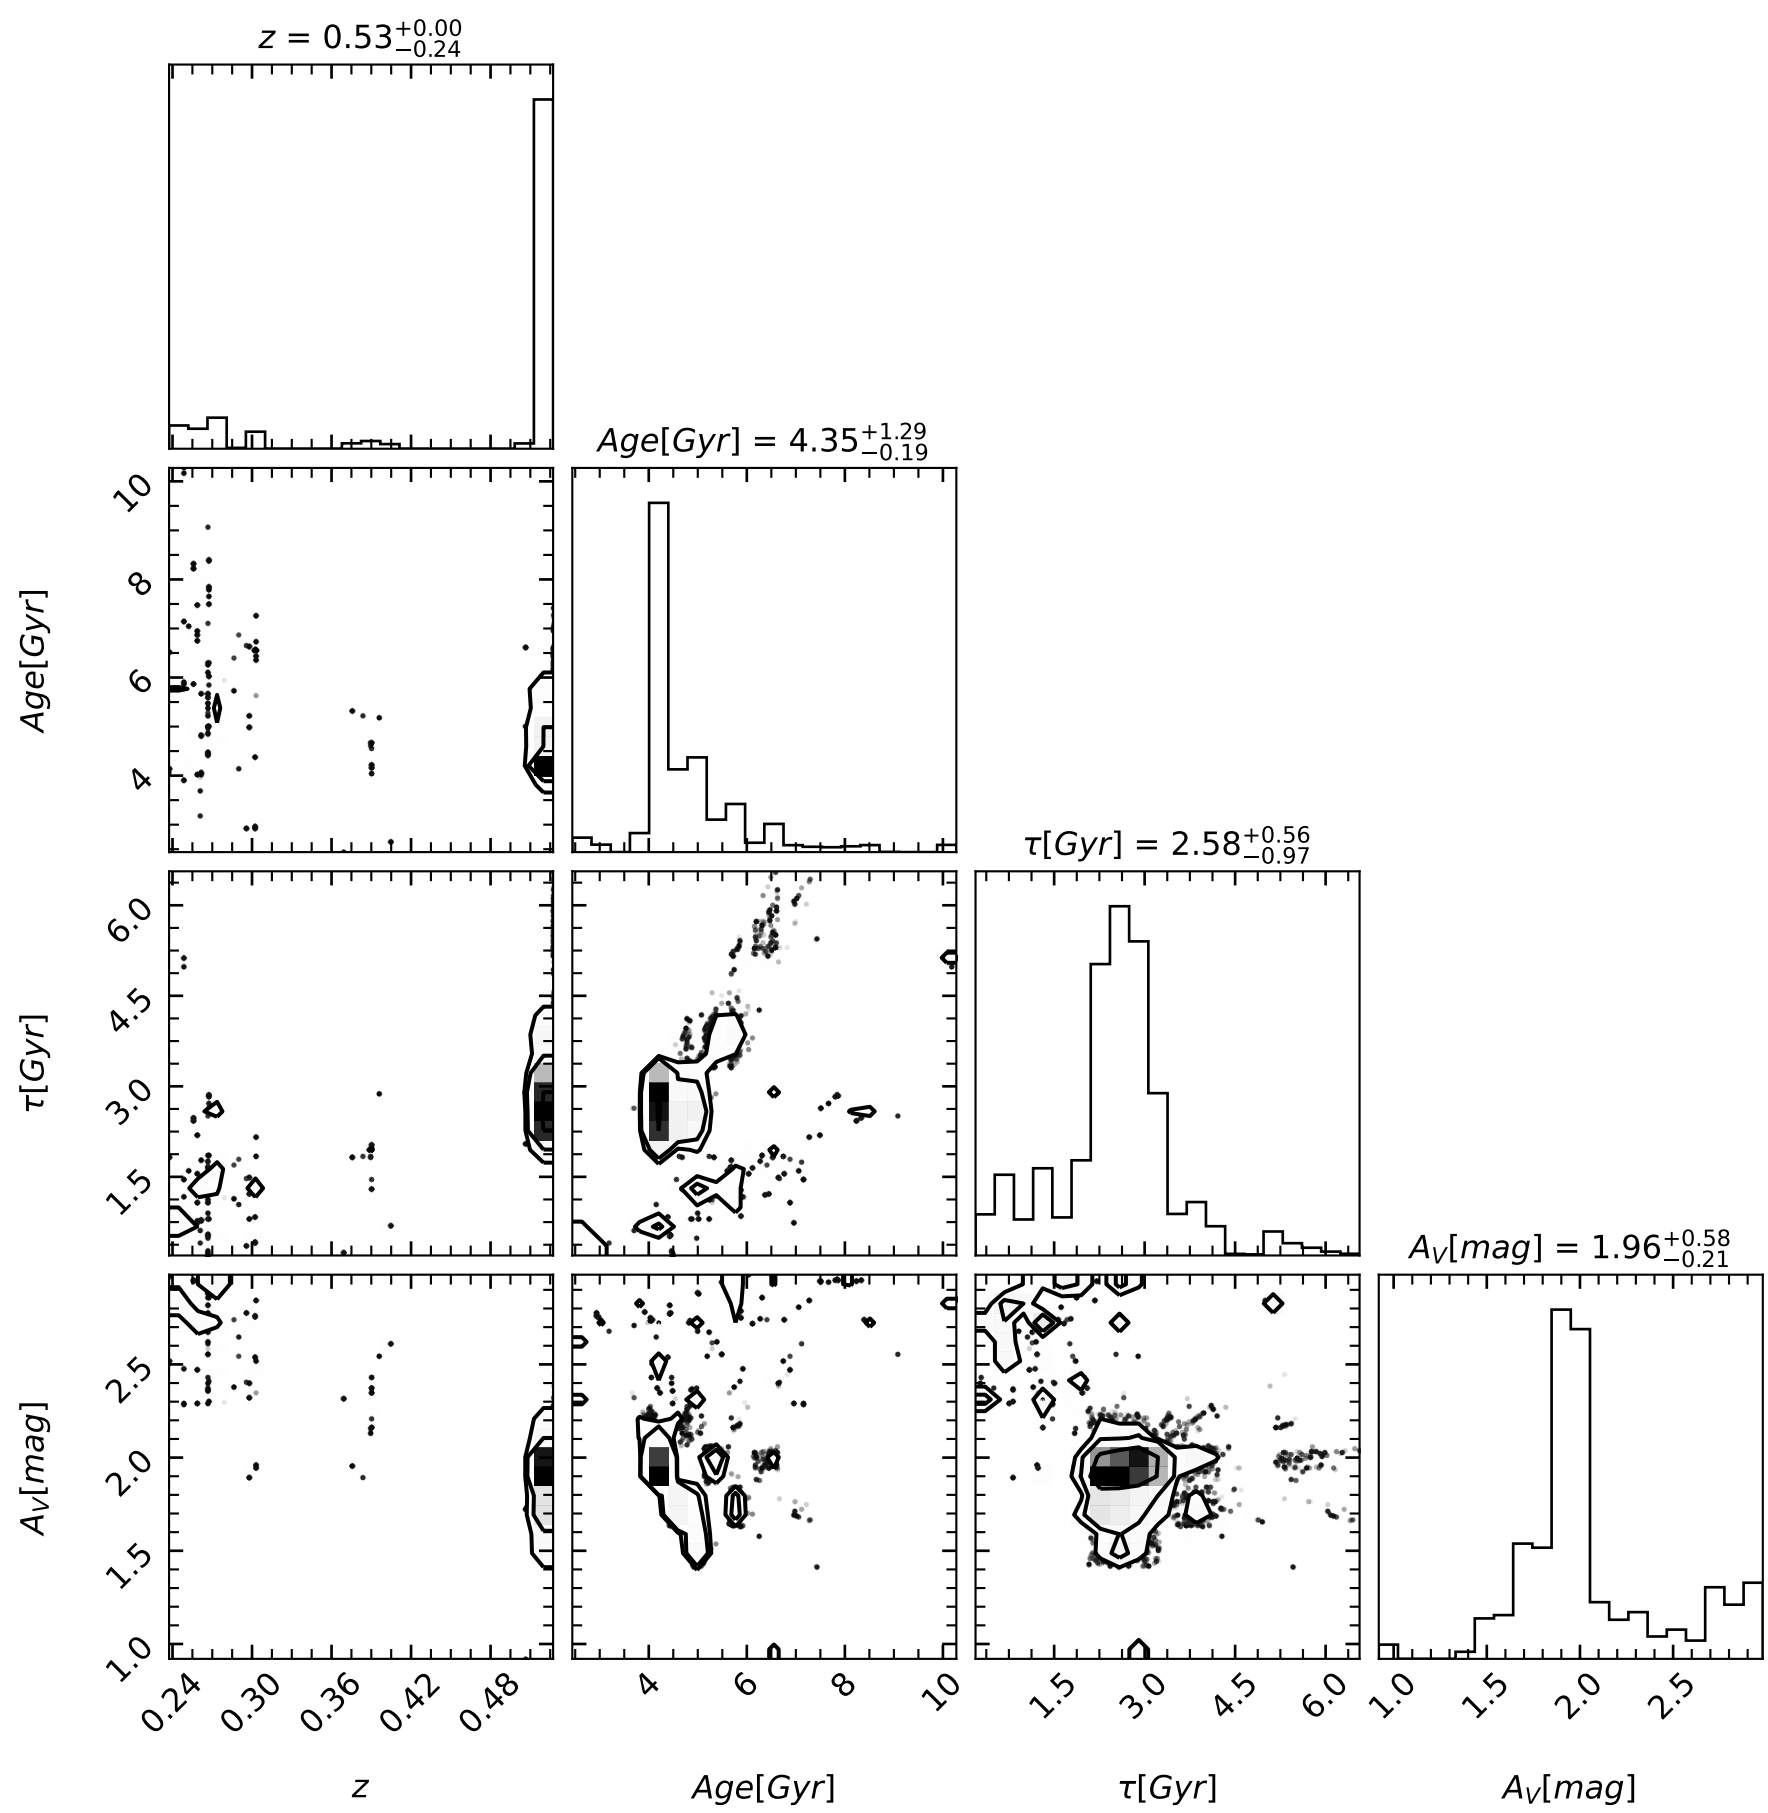 z = 0.53+0.00−0.24
Age[Gyr] = 4.35+1.29−0.19
τ[Gyr] = 2.58+0.56−0.97
A_V[mag] = 1.96+0.58−0.21
Age[Gyr]
10
8
6
4
τ[Gyr]
6.0
4.5
3.0
1.5
A_V[mag]
2.5
2.0
1.5
1.0
0.24 0.30 0.36 0.42 0.48
4 6 8 10
1.5 3.0 4.5 6.0
1.0 1.5 2.0 2.5
z
Age[Gyr]
τ[Gyr]
A_V[mag]